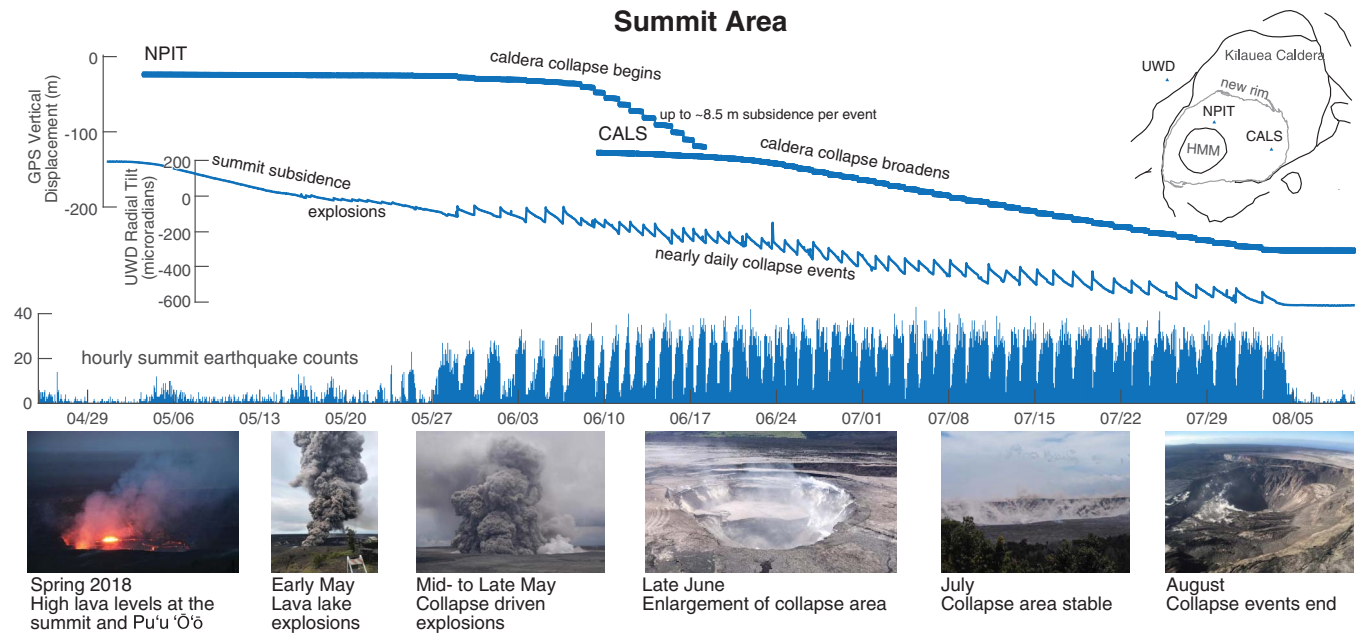 Summit Area
0
-100
-200
GPS Vertical
Displacement (m)
NPIT
caldera collapse begins
up to ~8.5 m subsidence per event
CALS
caldera collapse broadens
200
0
-200
-400
-600
UWD Radial Tilt
(microradians)
summit subsidence
explosions
nearly daily collapse events
UWD
Kīlauea Caldera
new rim
NPIT
CALS
HMM
40
20
0
hourly summit earthquake counts
04/29 05/06 05/13 05/20 05/27 06/03 06/10 06/17 06/24 07/01 07/08 07/15 07/22 07/29 08/05
Spring 2018
High lava levels at the
summit and Puʻu ʻŌʻō
Early May
Lava lake
explosions
Mid- to Late May
Collapse driven
explosions
Late June
Enlargement of collapse area
July
Collapse area stable
August
Collapse events end